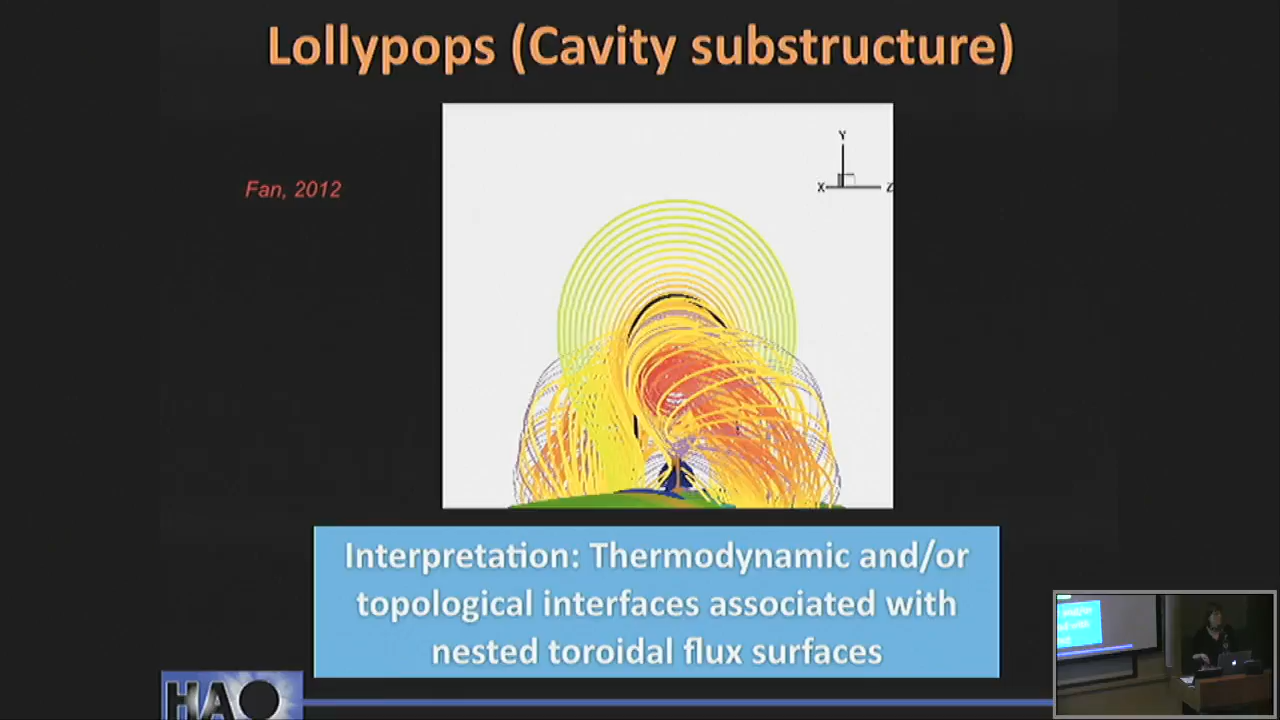 Lollypops (Cavity substructure)
Fan, 2012
Y
X
Z
Interpretation: Thermodynamic and/or
topological interfaces associated with
nested toroidal flux surfaces
HAO